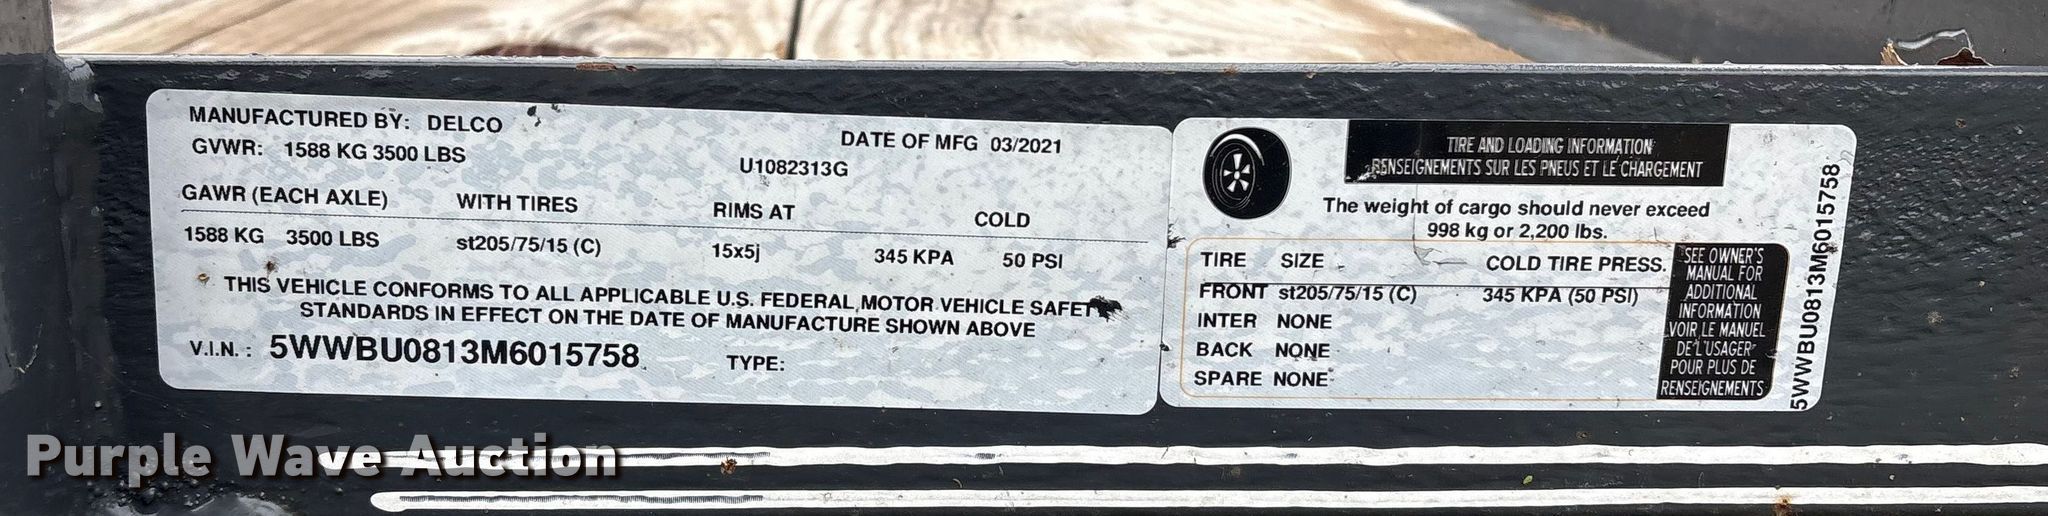 MANUFACTURED BY: DELCO
DATE OF MFG 03/2021
GVWR: 1588 KG 3500 LBS
U1082313G
GAWR (EACH AXLE) WITH TIRES RIMS AT COLD
1588 KG 3500 LBS st205/75/15 (C) 15x5j 345 KPA 50 PSI
THIS VEHICLE CONFORMS TO ALL APPLICABLE U.S. FEDERAL MOTOR VEHICLE SAFETY
STANDARDS IN EFFECT ON THE DATE OF MANUFACTURE SHOWN ABOVE
V.I.N. : 5WWBU0813M6015758 TYPE:
TIRE AND LOADING INFORMATION
RENSEIGNEMENTS SUR LES PNEUS ET LE CHARGEMENT
The weight of cargo should never exceed
998 kg or 2,200 lbs.
TIRE SIZE COLD TIRE PRESS.
FRONT st205/75/15 (C) 345 KPA (50 PSI)
INTER NONE
BACK NONE
SPARE NONE
SEE OWNER'S
MANUAL FOR
ADDITIONAL
INFORMATION
VOIR LE MANUEL
DE L'USAGER
POUR PLUS DE
RENSEIGNEMENTS
5WWBU0813M6015758
Purple Wave Auction